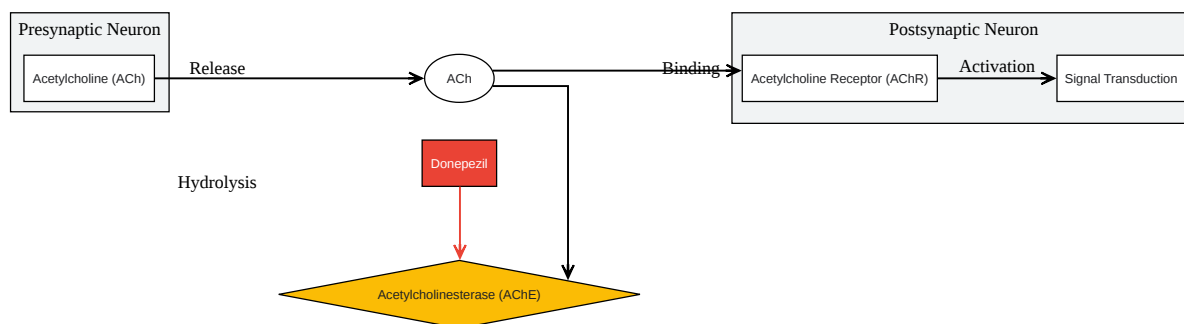 Presynaptic Neuron
Acetylcholine (ACh)
Release
ACh
Binding
Postsynaptic Neuron
Acetylcholine Receptor (AChR)
Activation
Signal Transduction
Donepezil
Hydrolysis
Acetylcholinesterase (AChE)